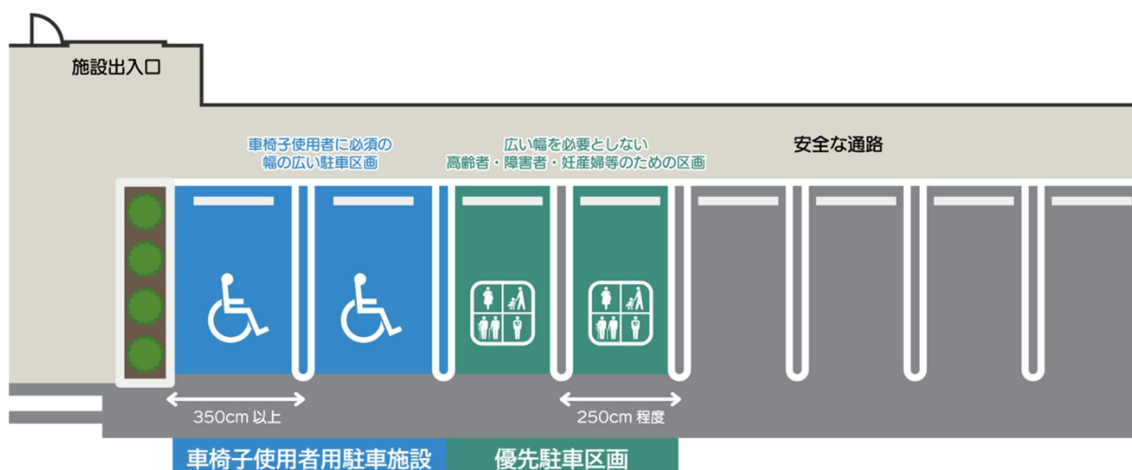 施設出入口
車椅子使用者に必須の
幅の広い駐車区画
広い幅を必要としない
高齢者・障害者・妊産婦等のための区画
安全な通路
350cm 以上
250cm 程度
車椅子使用者用駐車施設
優先駐車区画